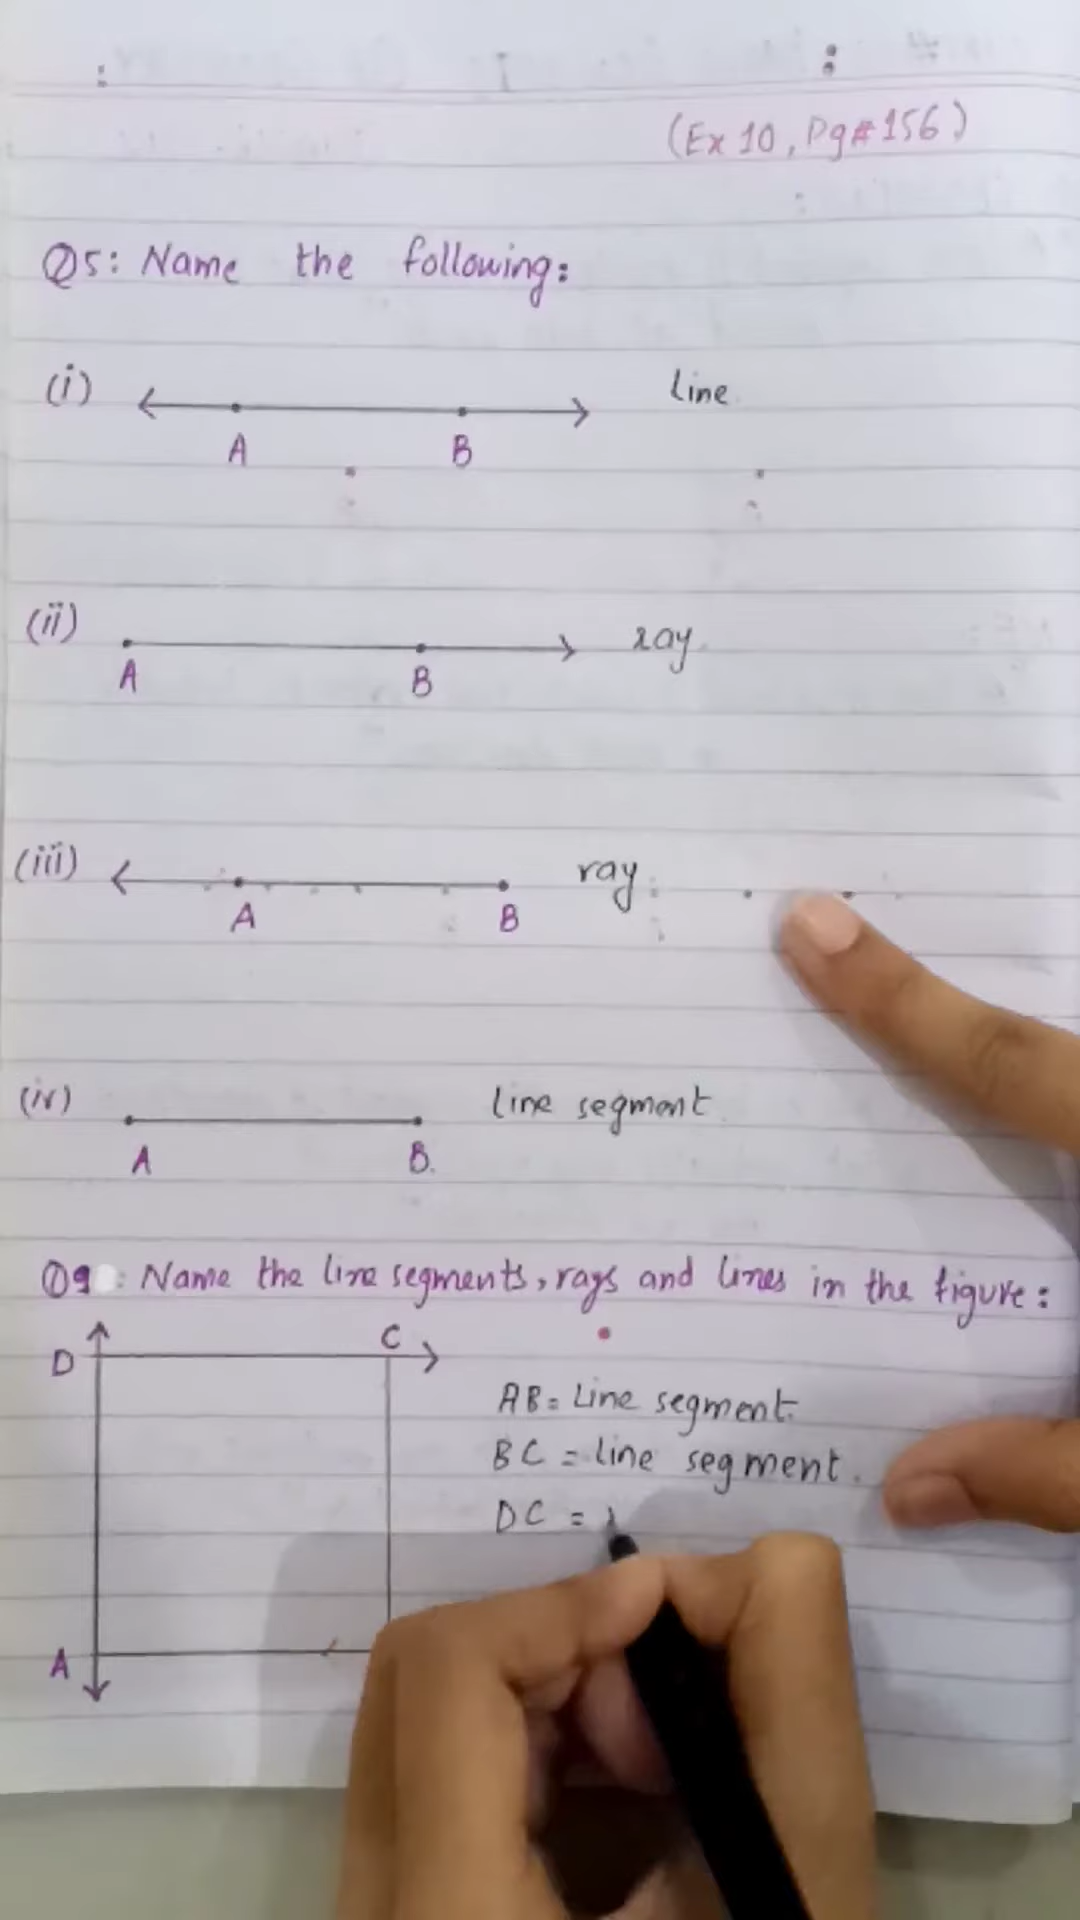 (Ex 10, Pg#156)
Q5: Name the following:
(i) line
A B
(ii) ray
A B
(iii) ray
A B
(iv) line segment
A B.
Q9: Name the line segments, rays and lines in the figure:
D C
AB = Line segment.
BC = line segment.
DC =
A